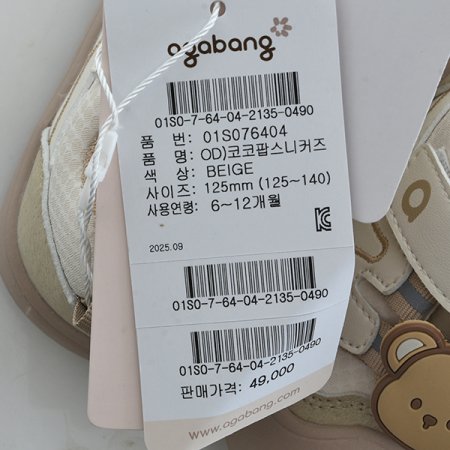 agabang
01S0-7-64-04-2135-0490
품 번: 01S076404
품 명: OD)코코팝스니커즈
색 상: BEIGE
사이즈: 125mm (125~140)
사용연령: 6~12개월
2025.09
01S0-7-64-04-2135-0490
01S0-7-64-04-2135-0490
판매가격: 49,000
www.agabang.com